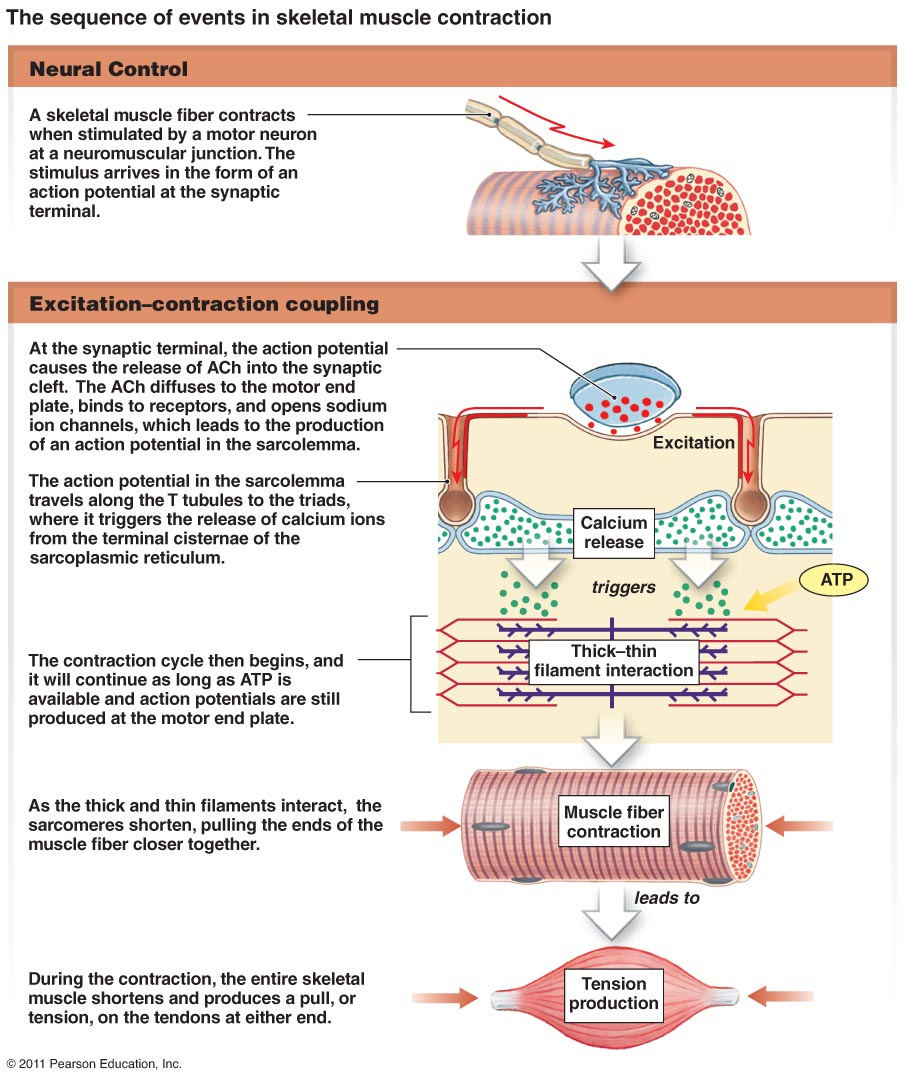 The sequence of events in skeletal muscle contraction
Neural Control
A skeletal muscle fiber contracts
when stimulated by a motor neuron
at a neuromuscular junction. The
stimulus arrives in the form of an
action potential at the synaptic
terminal.
Excitation–contraction coupling
At the synaptic terminal, the action potential
causes the release of ACh into the synaptic
cleft. The ACh diffuses to the motor end
plate, binds to receptors, and opens sodium
ion channels, which leads to the production
of an action potential in the sarcolemma.
Excitation
The action potential in the sarcolemma
travels along the T tubules to the triads,
where it triggers the release of calcium ions
from the terminal cisternae of the
sarcoplasmic reticulum.
Calcium
release
triggers
ATP
The contraction cycle then begins, and
it will continue as long as ATP is
available and action potentials are still
produced at the motor end plate.
Thick–thin
filament interaction
As the thick and thin filaments interact, the
sarcomeres shorten, pulling the ends of the
muscle fiber closer together.
Muscle fiber
contraction
leads to
During the contraction, the entire skeletal
muscle shortens and produces a pull, or
tension, on the tendons at either end.
Tension
production
© 2011 Pearson Education, Inc.